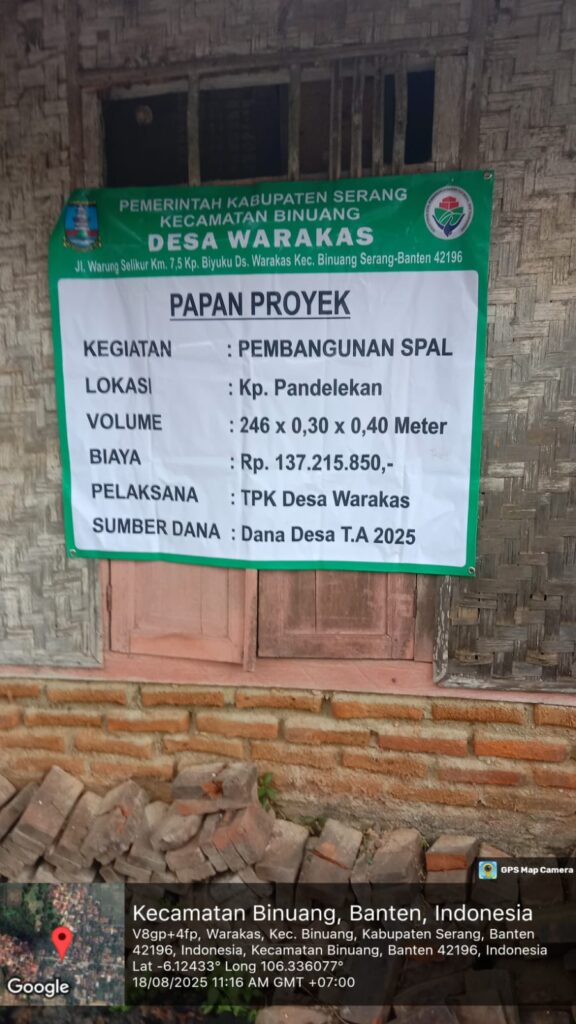 PEMERINTAH KABUPATEN SERANG
KECAMATAN BINUANG
DESA WARAKAS
Jl. Warung Selikur Km. 7,5 Kp. Biyuku Ds. Warakas Kec. Binuang Serang-Banten 42196
PAPAN PROYEK
KEGIATAN : PEMBANGUNAN SPAL
LOKASI : Kp. Pandelekan
VOLUME : 246 x 0,30 x 0,40 Meter
BIAYA : Rp. 137.215.850,-
PELAKSANA : TPK Desa Warakas
SUMBER DANA : Dana Desa T.A 2025
GPS Map Camera
Kecamatan Binuang, Banten, Indonesia
V8gp+4fp, Warakas, Kec. Binuang, Kabupaten Serang, Banten
42196, Indonesia, Kecamatan Binuang, Banten 42196, Indonesia
Lat -6.12433° Long 106.336077°
18/08/2025 11:16 AM GMT +07:00
Google